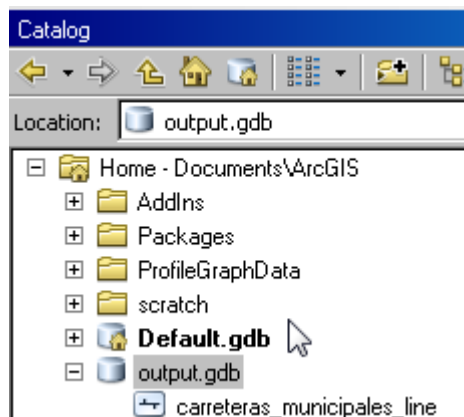 Catalog
Location: output.gdb
Home - Documents\ArcGIS
AddIns
Packages
ProfileGraphData
scratch
Default.gdb
output.gdb
carreteras_municipales_line